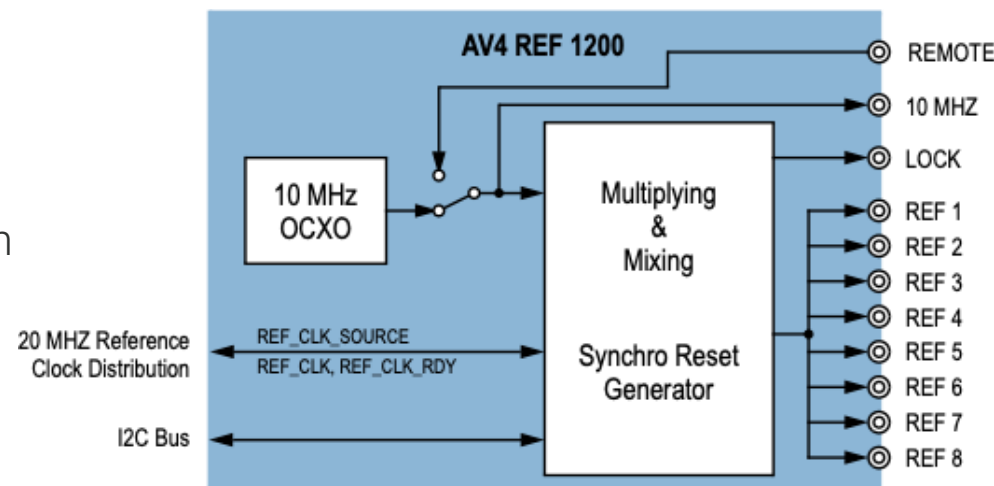 AV4 REF 1200
REMOTE
10 MHZ
LOCK
10 MHz
OCXO
Multiplying
&
Mixing
REF 1
REF 2
REF 3
REF 4
REF 5
REF 6
REF 7
REF 8
n
20 MHZ Reference
Clock Distribution
REF_CLK_SOURCE
REF_CLK, REF_CLK_RDY
Synchro Reset
Generator
I2C Bus